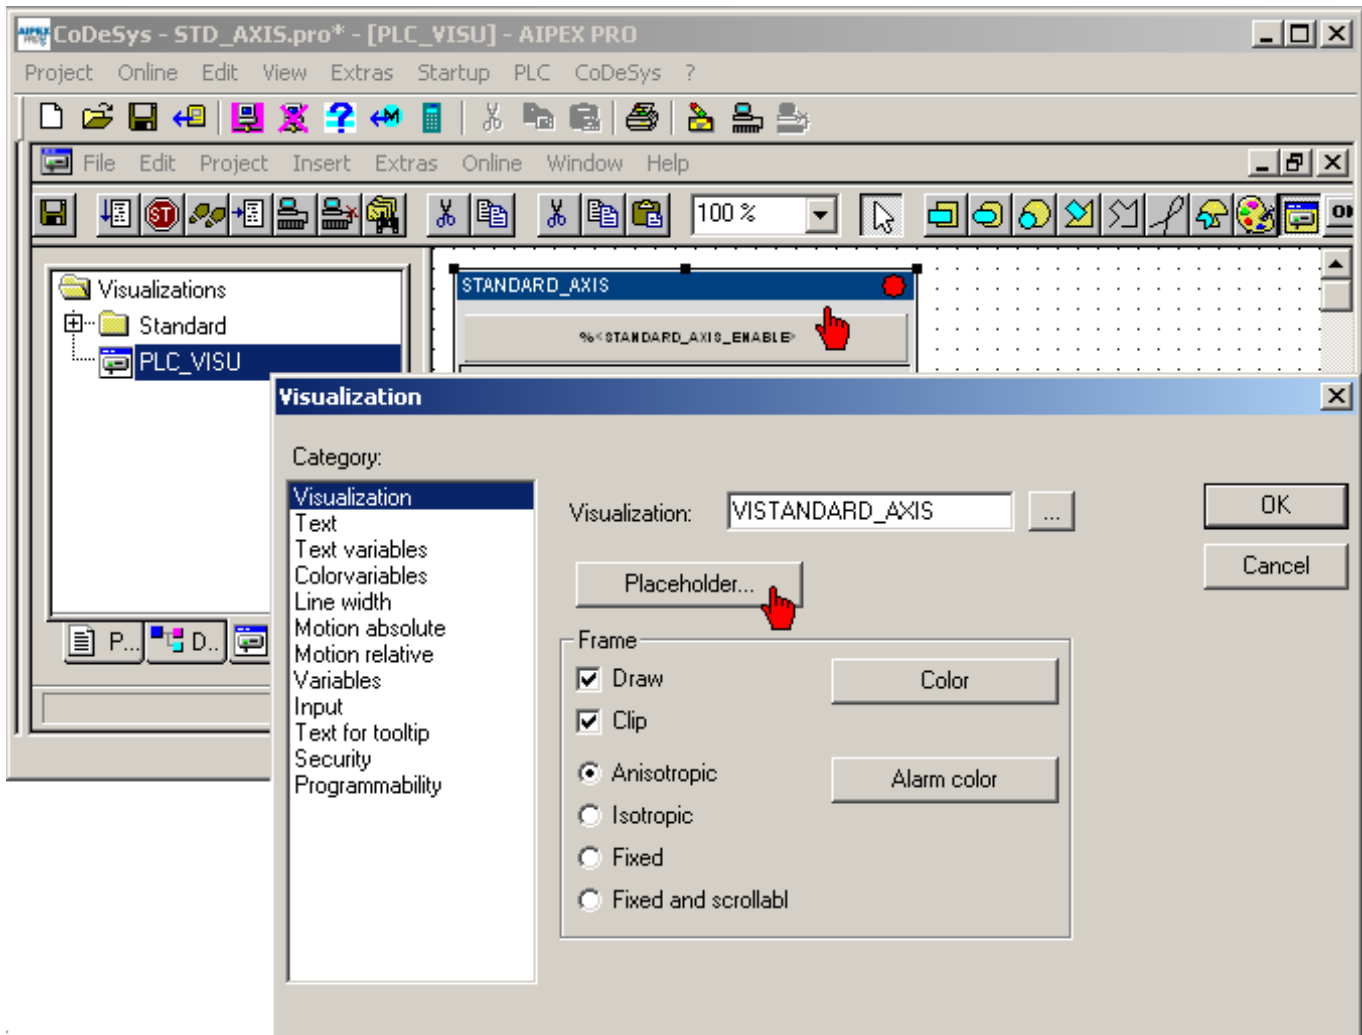 CoDeSys - STD_AXIS.pro* - [PLC_VISU] - AIPEX PRO
Project Online Edit View Extras Startup PLC CoDeSys ?
File Edit Project Insert Extras Online Window Help
ST
100 %
Visualizations
Standard
PLC_VISU
STANDARD_AXIS
%<STANDARD_AXIS_ENABLE>
P...
D..
Visualization
Category:
Visualization
Text
Text variables
Colorvariables
Line width
Motion absolute
Motion relative
Variables
Input
Text for tooltip
Security
Programmability
Visualization:
VISTANDARD_AXIS
...
OK
Cancel
Placeholder...
Frame
Draw
Clip
Color
Anisotropic
Isotropic
Fixed
Fixed and scrollabl
Alarm color